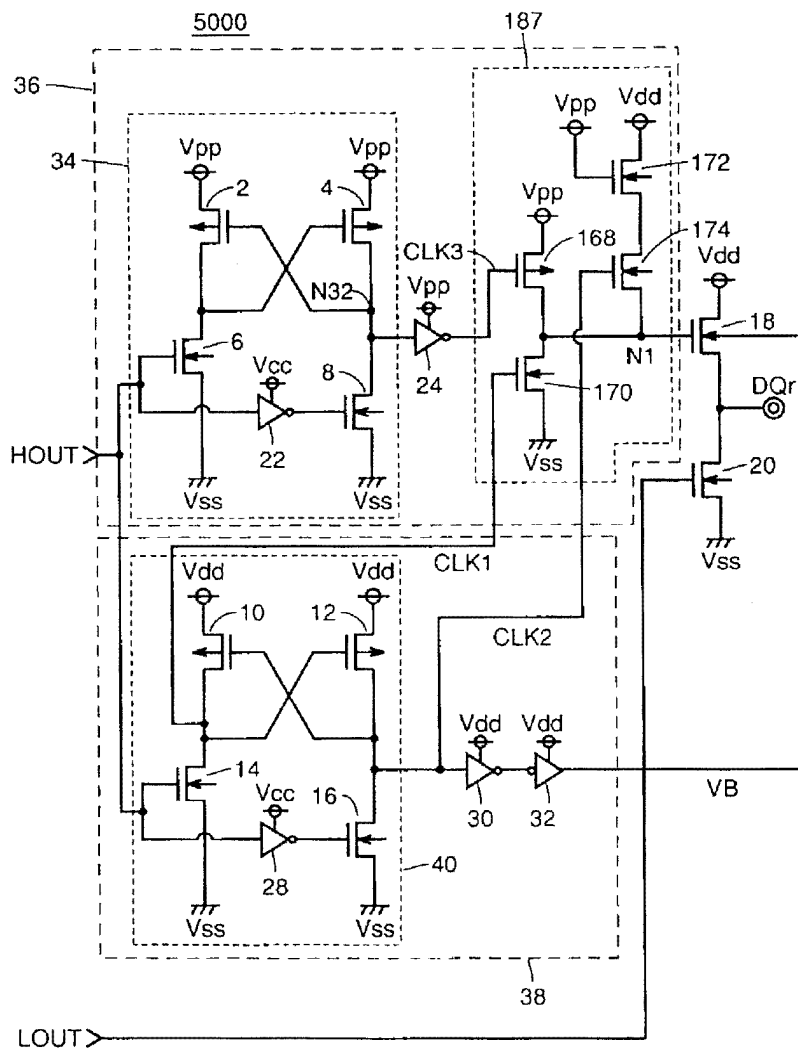 5000
187
36
34
Vpp
Vdd
Vpp
Vpp
172
2
4
Vpp
168
174
CLK3
Vdd
N32
Vpp
6
18
N1
Vcc
8
24
170
DQr
HOUT
22
20
Vss
Vss
Vss
Vss
CLK1
Vdd
Vdd
10
12
CLK2
Vdd
Vdd
14
Vcc
16
VB
30
32
28
40
Vss
Vss
38
LOUT